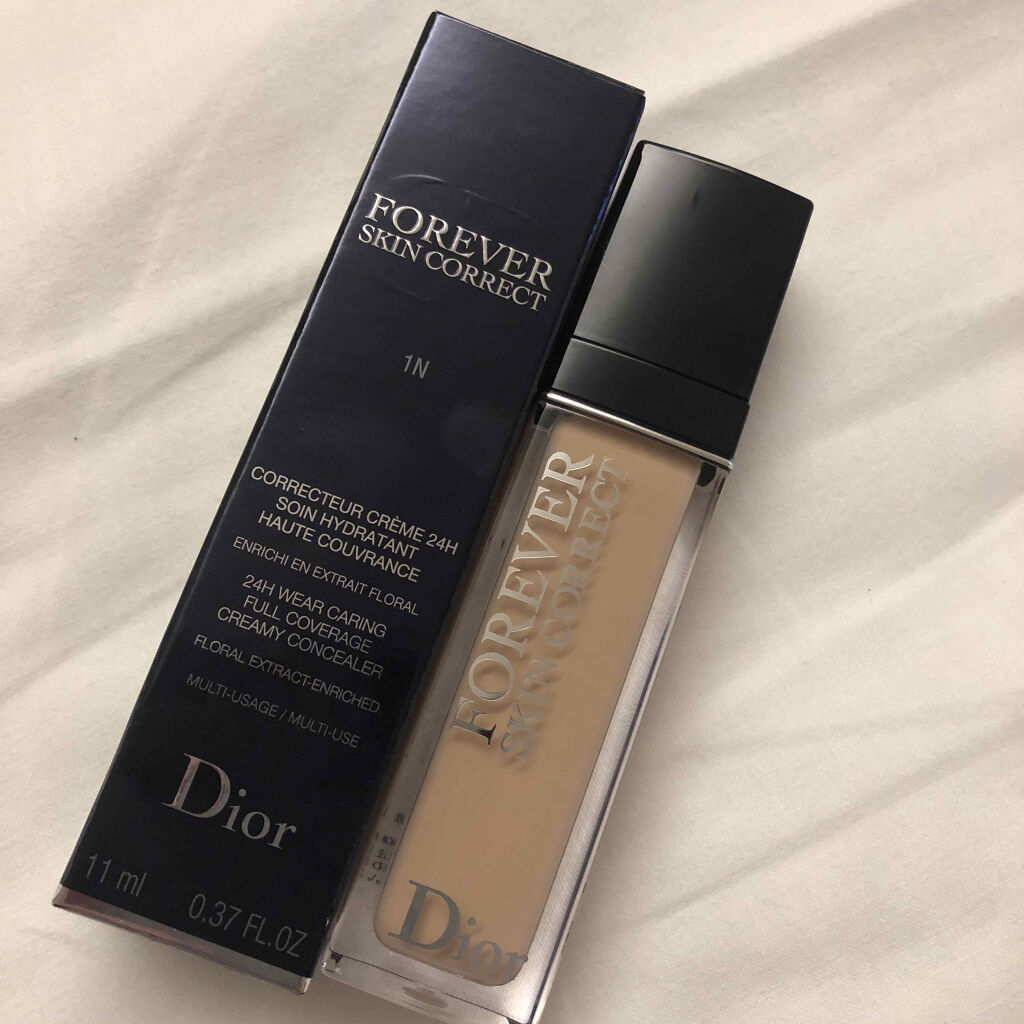 FOREVER
SKIN CORRECT
1N
CORRECTEUR CRÈME 24H
SOIN HYDRATANT
HAUTE COUVRANCE
ENRICHI EN EXTRAIT FLORAL
24H WEAR CARING
FULL COVERAGE
CREAMY CONCEALER
FLORAL EXTRACT-ENRICHED
MULTI-USAGE / MULTI-USE
Dior
11 ml
0.37 FL.OZ
FOREVER
SKIN CORRECT
Dior